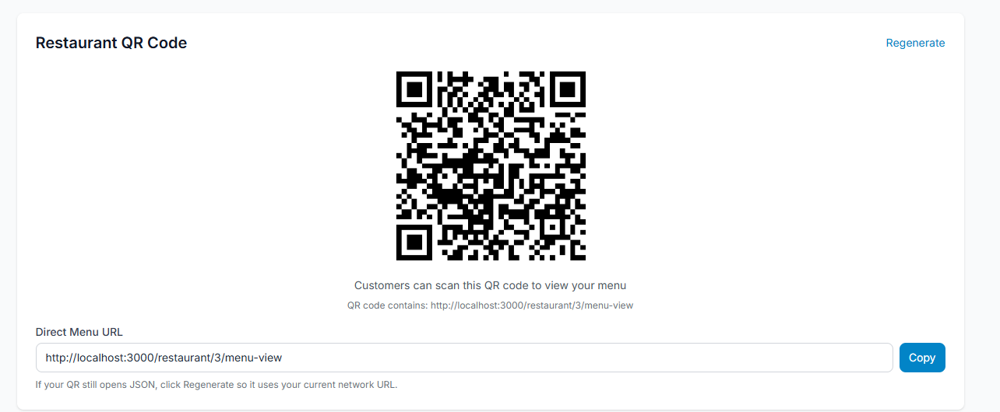 Restaurant QR Code
Regenerate
Customers can scan this QR code to view your menu
QR code contains: http://localhost:3000/restaurant/3/menu-view
Direct Menu URL
http://localhost:3000/restaurant/3/menu-view
Copy
If your QR still opens JSON, click Regenerate so it uses your current network URL.